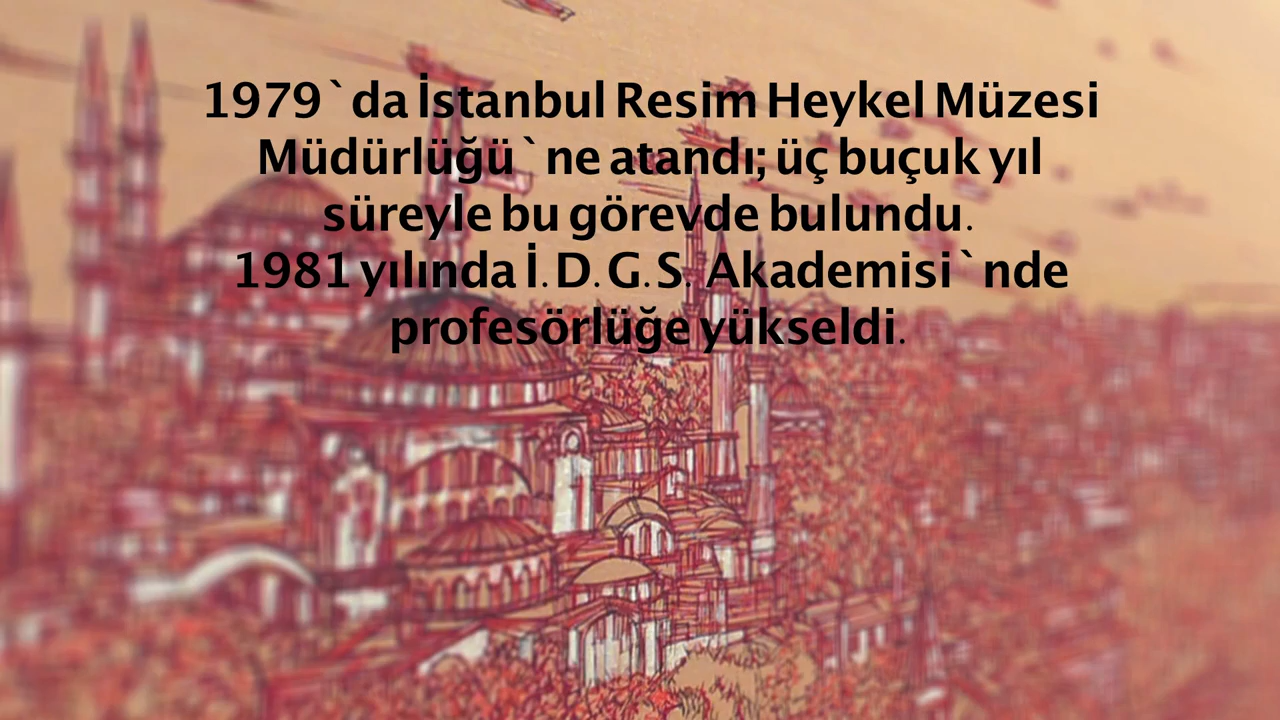 1979`da İstanbul Resim Heykel Müzesi
Müdürlüğü`ne atandı; üç buçuk yıl
süreyle bu görevde bulundu.
1981 yılında İ.D.G.S. Akademisi`nde
profesörlüğe yükseldi.